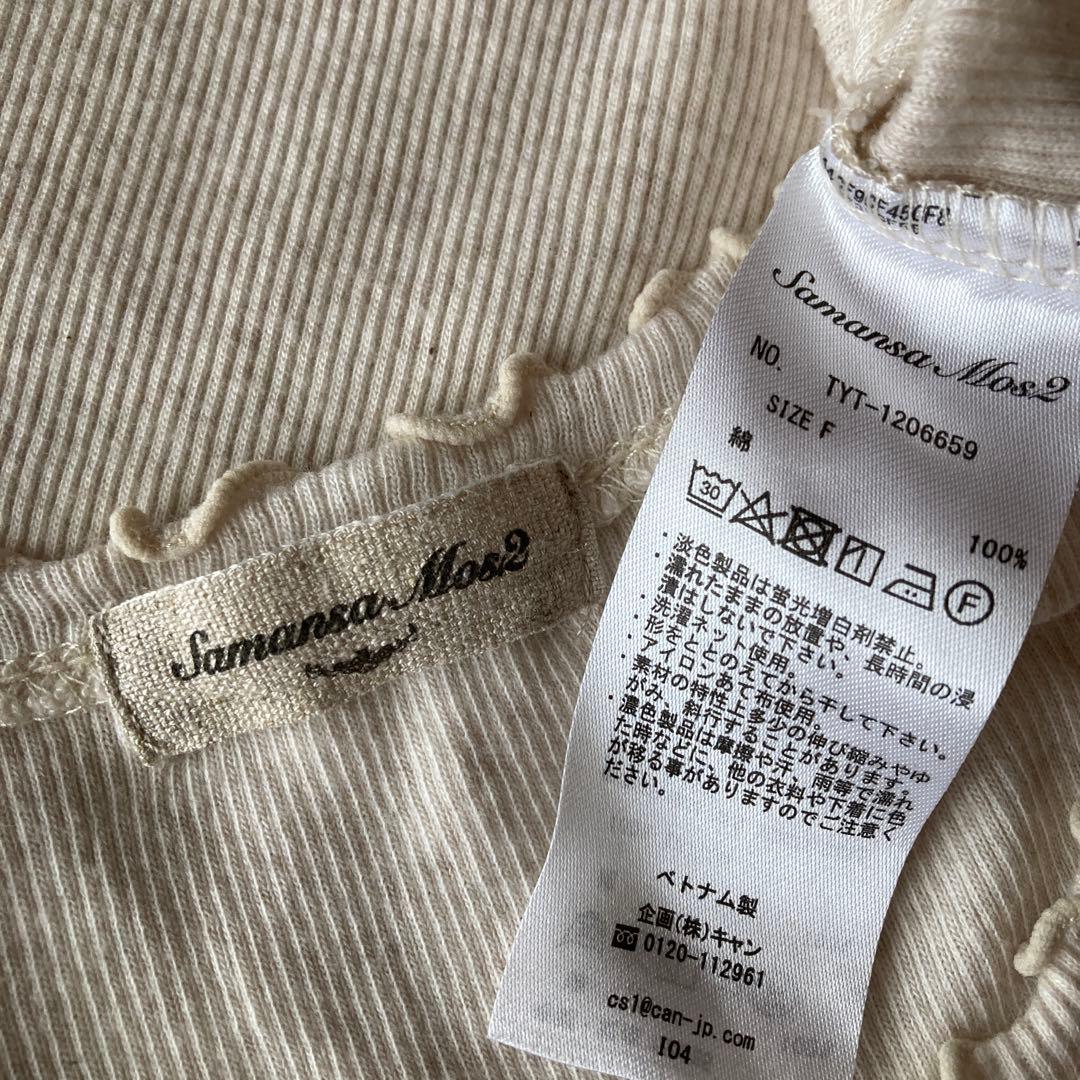 Samansa Mos2
Samansa Mos2
NO. TYT-1206659
SIZE F
綿 100%
30
F
・淡色製品は蛍光増白剤禁止。
濡れたままの放置や、長時間の浸
漬はしないで下さい。
・洗濯ネット使用。
・形をととのえてから干して下さい。
・アイロンあて布使用。
・素材の特性上多少の伸び縮みやゆ
がみ、斜行することがあります。
・濃色製品は摩擦や汗、雨等で濡れ
た時などに、他の衣料や下着に色
が移る事がありますのでご注意く
ださい。
ベトナム製
企画(株)キャン
0120-112961
cs1@can-jp.com
I04